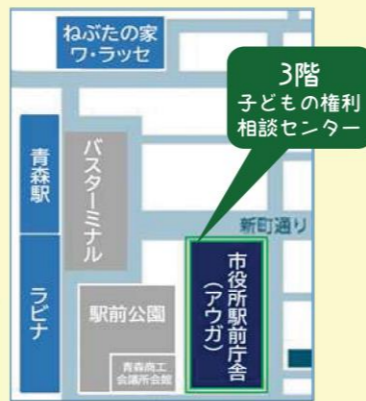 ねぶたの家
ワ・ラッセ
3階
子どもの権利
相談センター
青森駅
バスターミナル
新町通り
ラビナ
駅前公園
青森商工
会議所会館
市役所駅前庁舎
(アウガ)